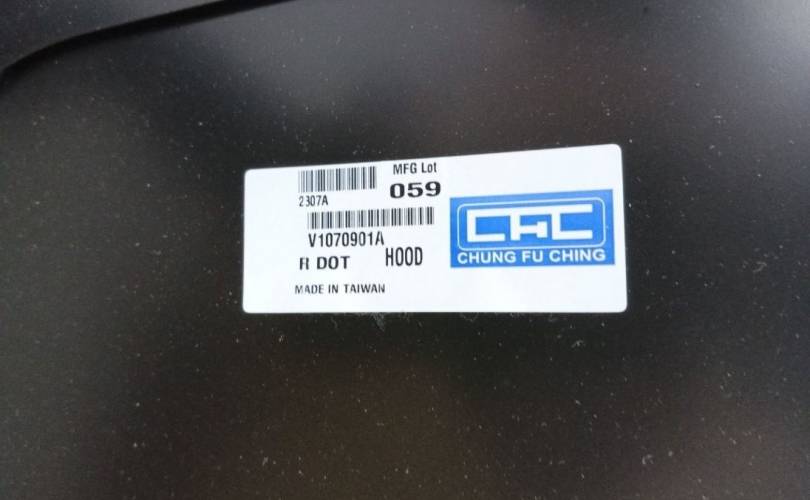 MFG Lot
2307A
059
V1070901A
R DOT HOOD
MADE IN TAIWAN
CFC
CHUNG FU CHING